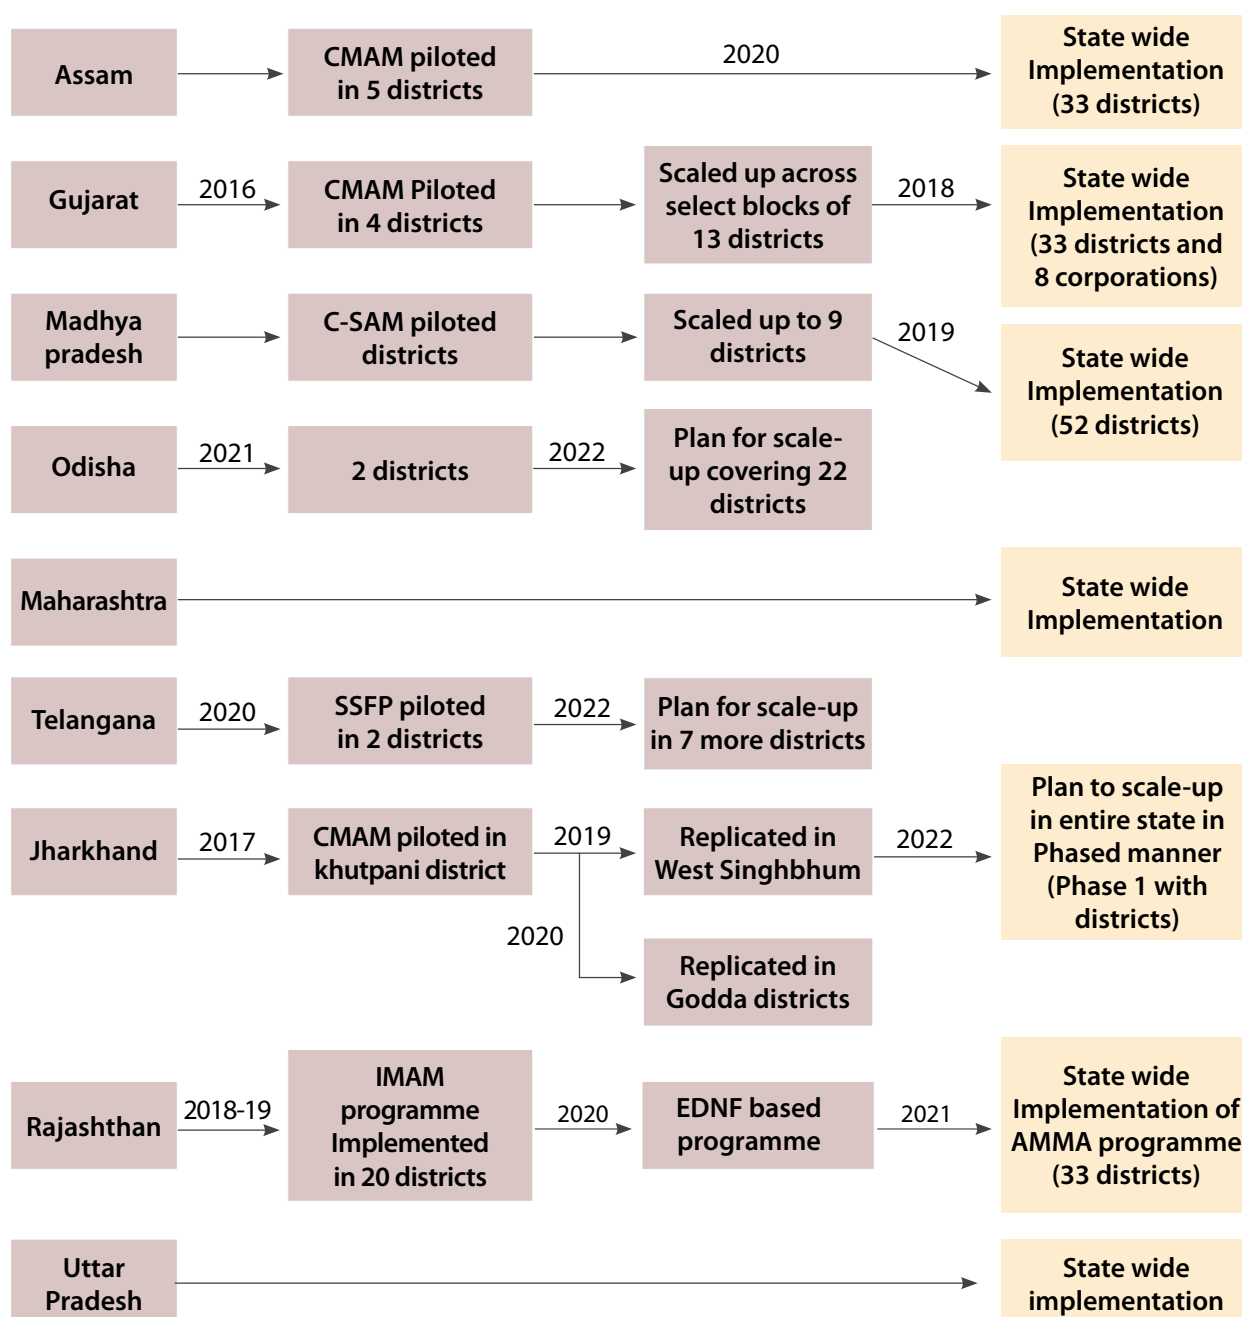 Assam
CMAM piloted
in 5 districts
2020
State wide
Implementation
(33 districts)
Gujarat
2016
CMAM Piloted
in 4 districts
Scaled up across
select blocks of
13 districts
2018
State wide
Implementation
(33 districts and
8 corporations)
Madhya
pradesh
C-SAM piloted
districts
Scaled up to 9
districts
2019
State wide
Implementation
(52 districts)
Odisha
2021
2 districts
2022
Plan for scale-
up covering 22
districts
Maharashtra
State wide
Implementation
Telangana
2020
SSFP piloted
in 2 districts
2022
Plan for scale-up
in 7 more districts
Jharkhand
2017
CMAM piloted in
khutpani district
2019
Replicated in
West Singhbhum
2022
Plan to scale-up
in entire state in
Phased manner
(Phase 1 with
districts)
2020
Replicated in
Godda districts
Rajashthan
2018-19
IMAM
programme
Implemented
in 20 districts
2020
EDNF based
programme
2021
State wide
Implementation of
AMMA programme
(33 districts)
Uttar
Pradesh
State wide
implementation